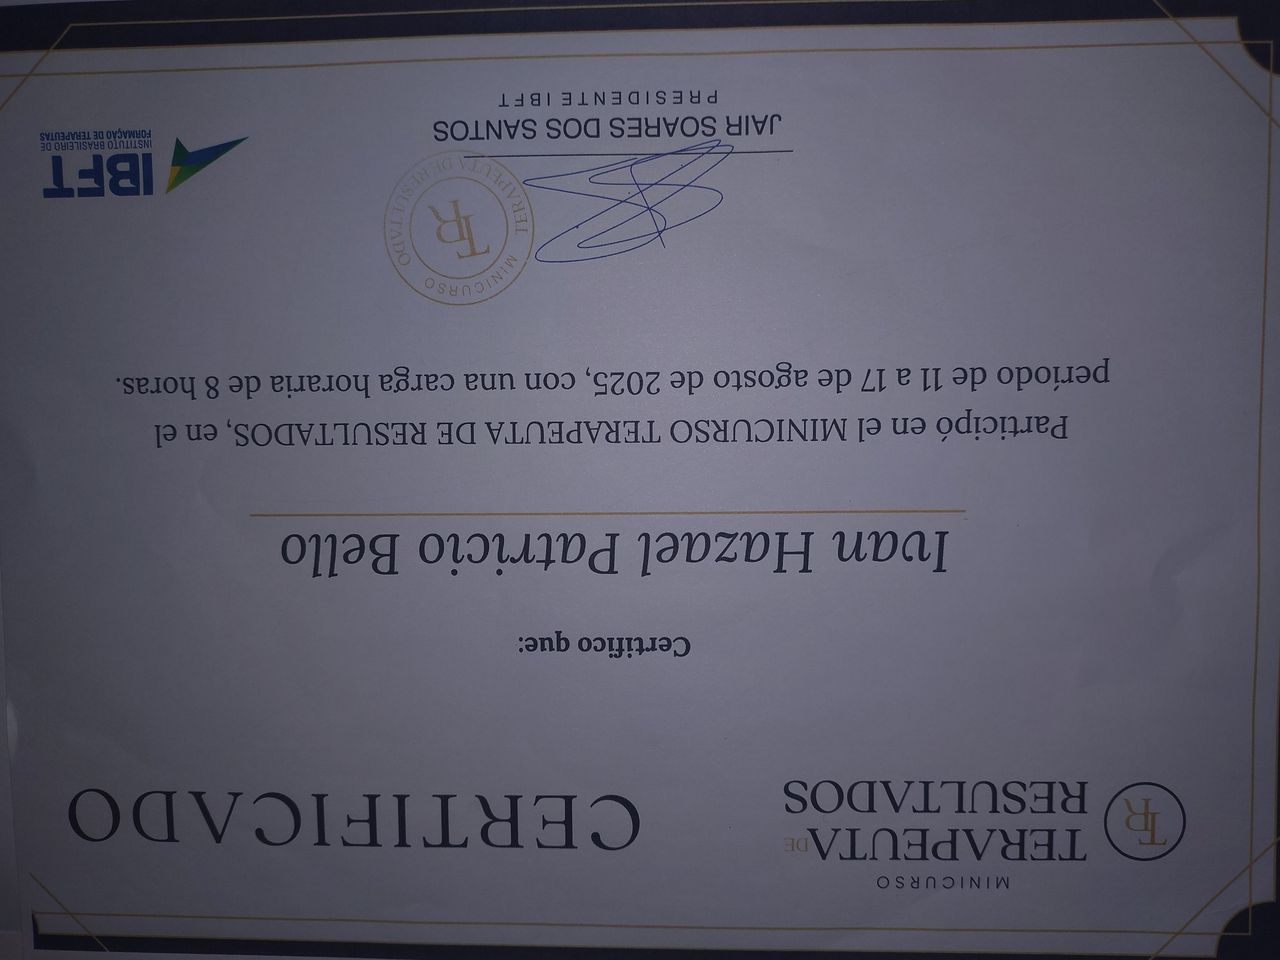 MINICURSO
TERAPEUTA DE
RESULTADOS
TR
CERTIFICADO
Certifico que:
Ivan Hazael Patricio Bello
Participó en el MINICURSO TERAPEUTA DE RESULTADOS, en el
período de 11 a 17 de agosto de 2025, con una carga horaria de 8 horas.
MINICURSO
TERAPEUTA DE RESULTADO
TR
JAIR SOARES DOS SANTOS
PRESIDENTE IBFT
IBFT
INSTITUTO BRASILEIRO DE
FORMAÇÃO DE TERAPEUTAS